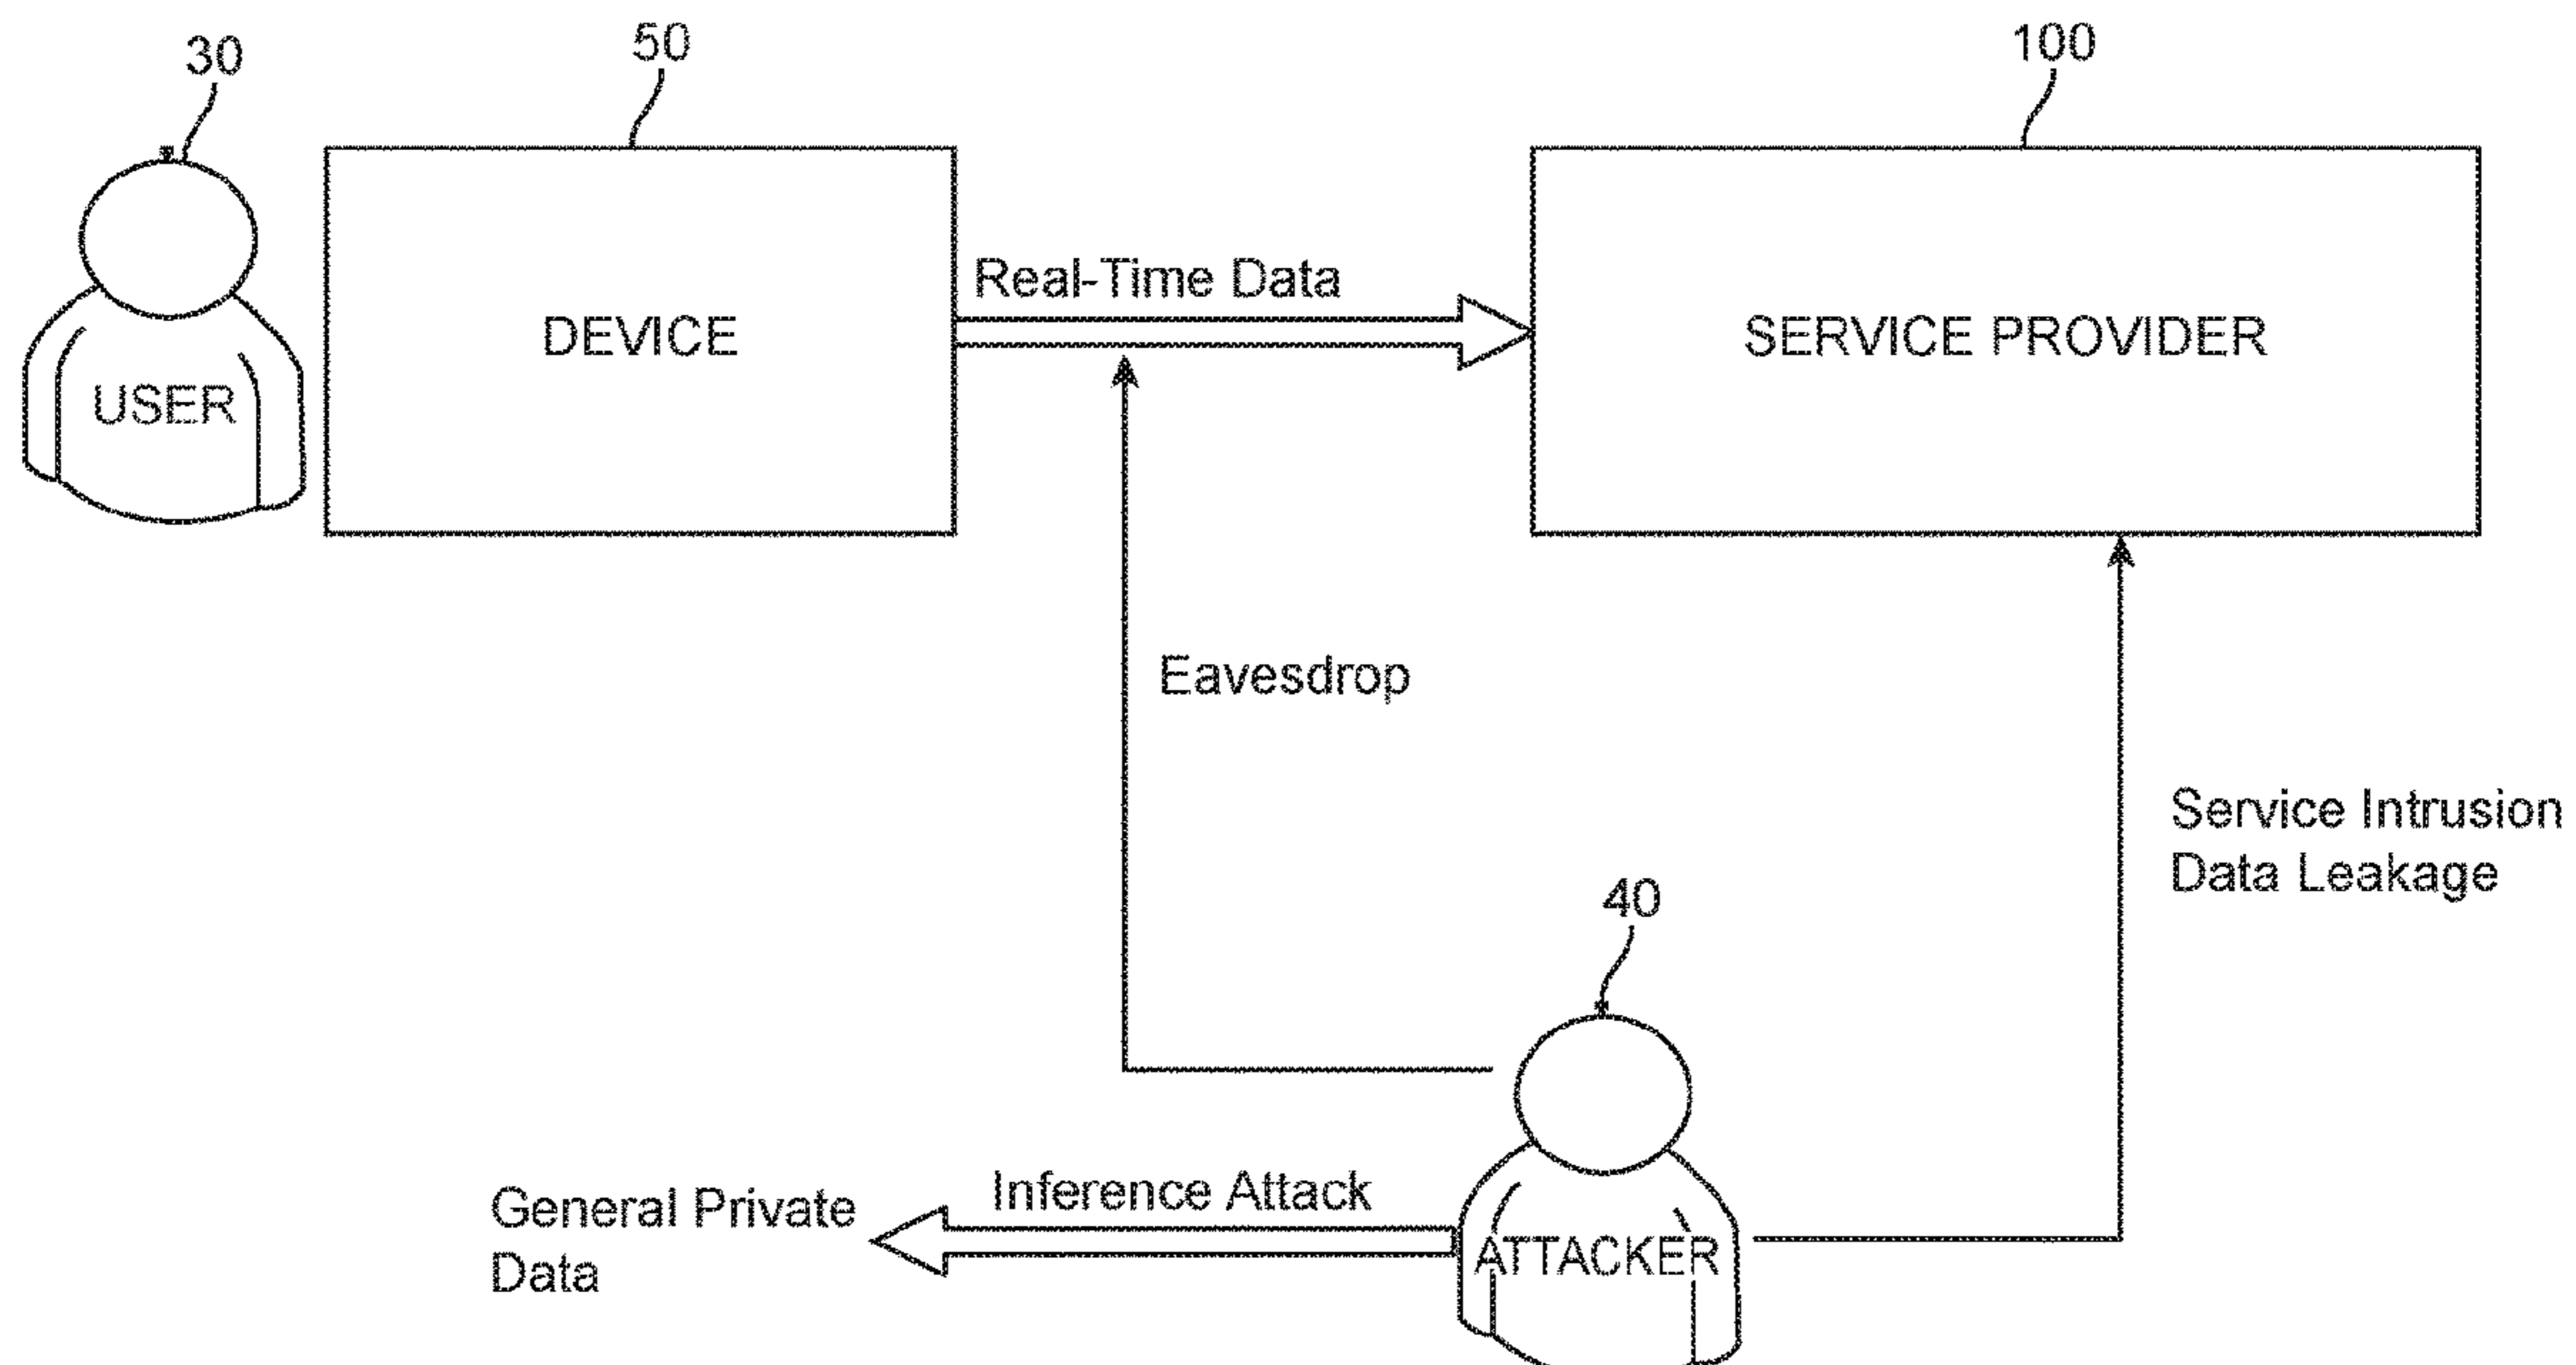 30
50
100
Real-Time Data
DEVICE
SERVICE PROVIDER
USER
Eavesdrop
Service Intrusion
Data Leakage
40
Inference Attack
General Private
Data
ATTACKER